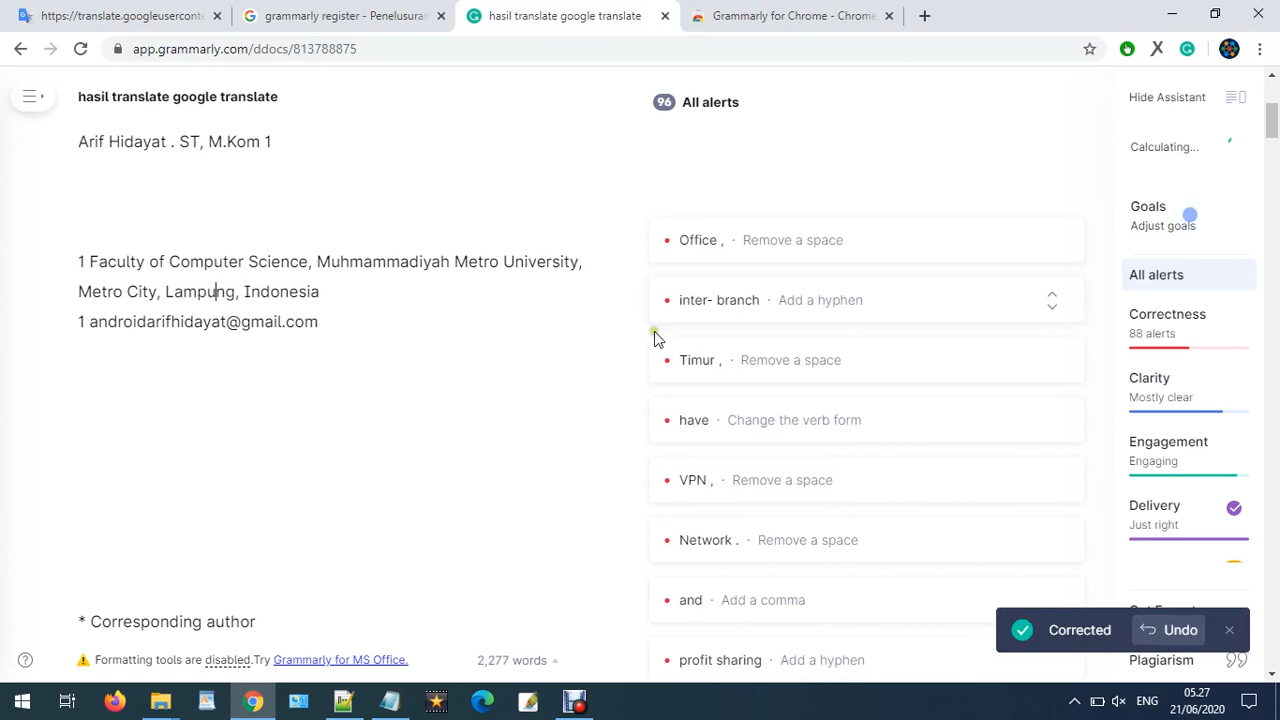 https://translate.googleuserconte
grammarly register - Penelusuran
hasil translate google translate
Grammarly for Chrome - Chrome
app.grammarly.com/ddocs/813788875
hasil translate google translate
96 All alerts
Hide Assistant
Arif Hidayat . ST, M.Kom 1
Calculating...
Goals
Adjust goals
Office , · Remove a space
1 Faculty of Computer Science, Muhmammadiyah Metro University,
Metro City, Lampung, Indonesia
1 androidarifhidayat@gmail.com
All alerts
inter- branch · Add a hyphen
Correctness
88 alerts
Timur , · Remove a space
Clarity
Mostly clear
have · Change the verb form
Engagement
Engaging
VPN , · Remove a space
Delivery
Just right
Network . · Remove a space
and · Add a comma
* Corresponding author
Corrected Undo
Formatting tools are disabled.Try Grammarly for MS Office.
2,277 words
profit sharing · Add a hyphen
Plagiarism
ENG
05.27
21/06/2020